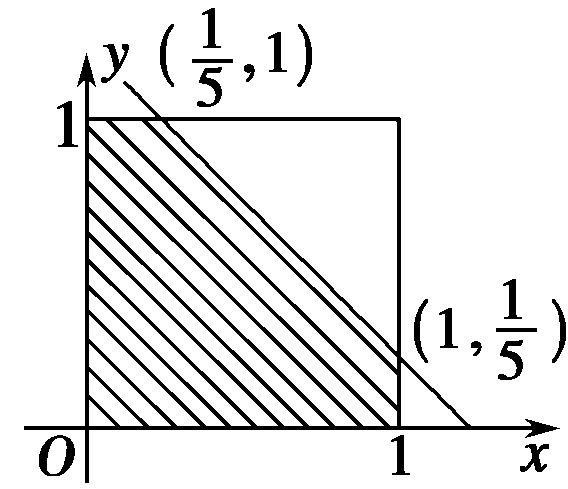 y (1/5, 1)
1
(1, 1/5)
O 1 x